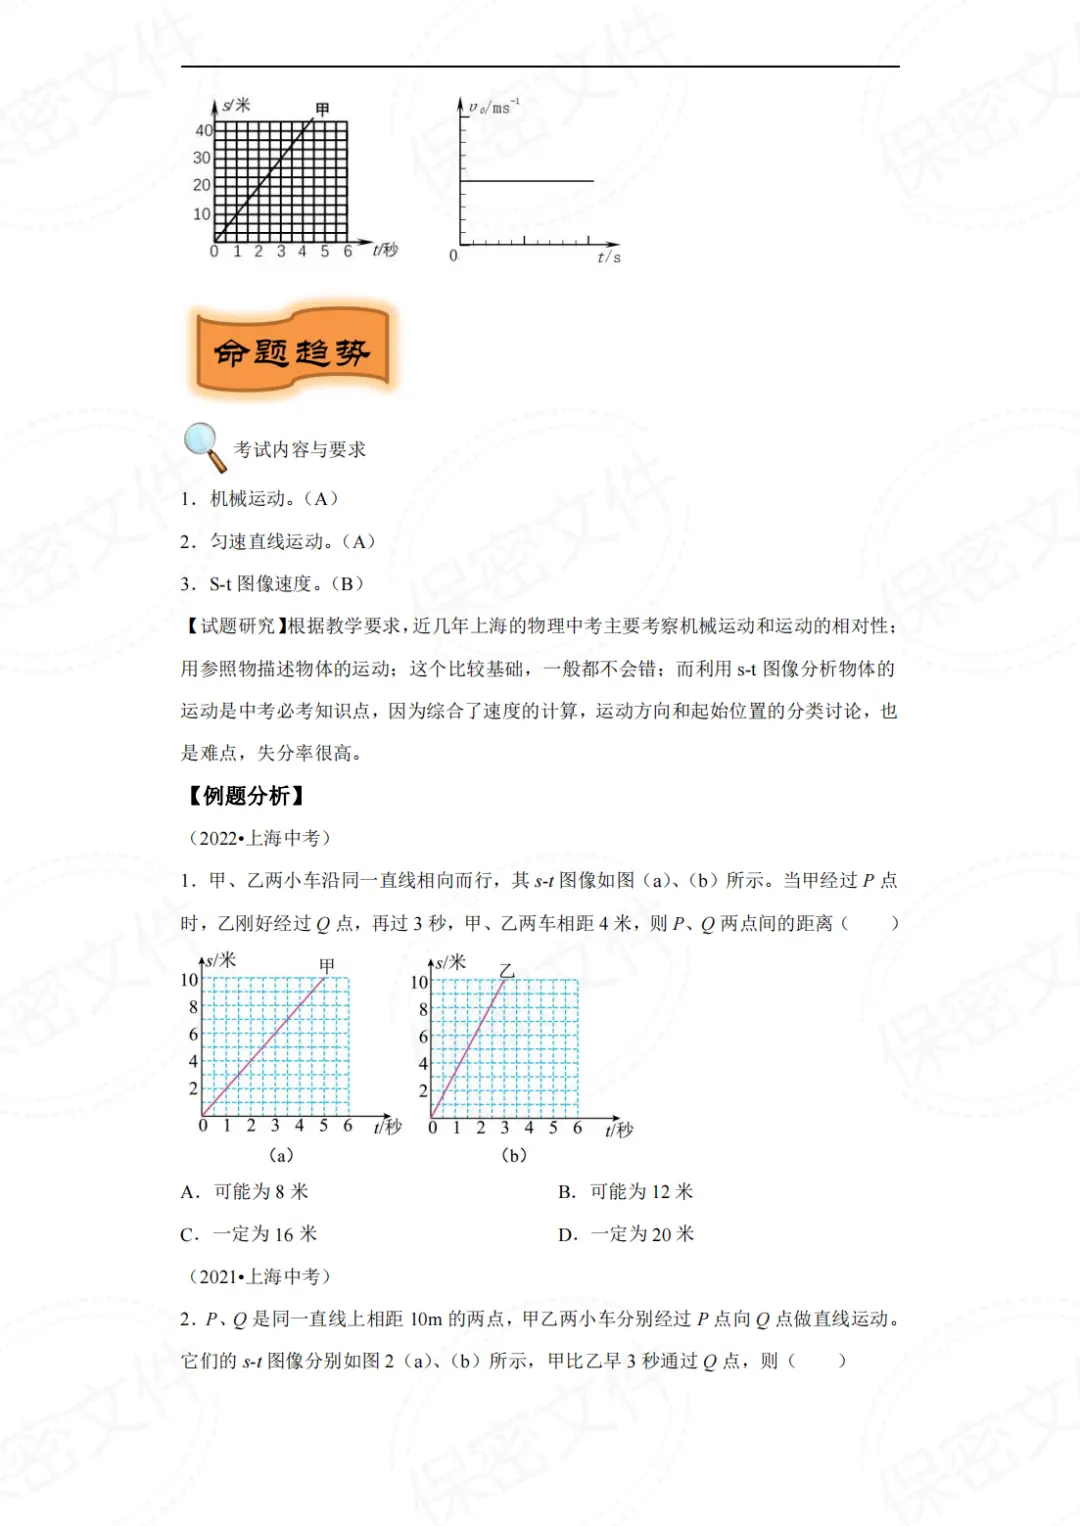 s/米
甲
40
30
20
10
0 1 2 3 4 5 6 t/秒
υ₀/ms⁻¹
0
t/s
命题趋势
考试内容与要求
1．机械运动。（A）
2．匀速直线运动。（A）
3．S-t 图像速度。（B）
【试题研究】根据教学要求，近几年上海的物理中考主要考察机械运动和运动的相对性；
用参照物描述物体的运动；这个比较基础，一般都不会错；而利用 s-t 图像分析物体的
运动是中考必考知识点，因为综合了速度的计算，运动方向和起始位置的分类讨论，也
是难点，失分率很高。
【例题分析】
（2022•上海中考）
1．甲、乙两小车沿同一直线相向而行，其 s-t 图像如图（a）、（b）所示。当甲经过 P 点
时，乙刚好经过 Q 点，再过 3 秒，甲、乙两车相距 4 米，则 P、Q 两点间的距离（　　）
s/米
甲
10
8
6
4
2
0 1 2 3 4 5 6 t/秒
（a）
s/米
乙
10
8
6
4
2
0 1 2 3 4 5 6 t/秒
（b）
A．可能为 8 米
B．可能为 12 米
C．一定为 16 米
D．一定为 20 米
（2021•上海中考）
2．P、Q 是同一直线上相距 10m 的两点，甲乙两小车分别经过 P 点向 Q 点做直线运动。
它们的 s-t 图像分别如图 2（a）、（b）所示，甲比乙早 3 秒通过 Q 点，则（　　）
保密文件